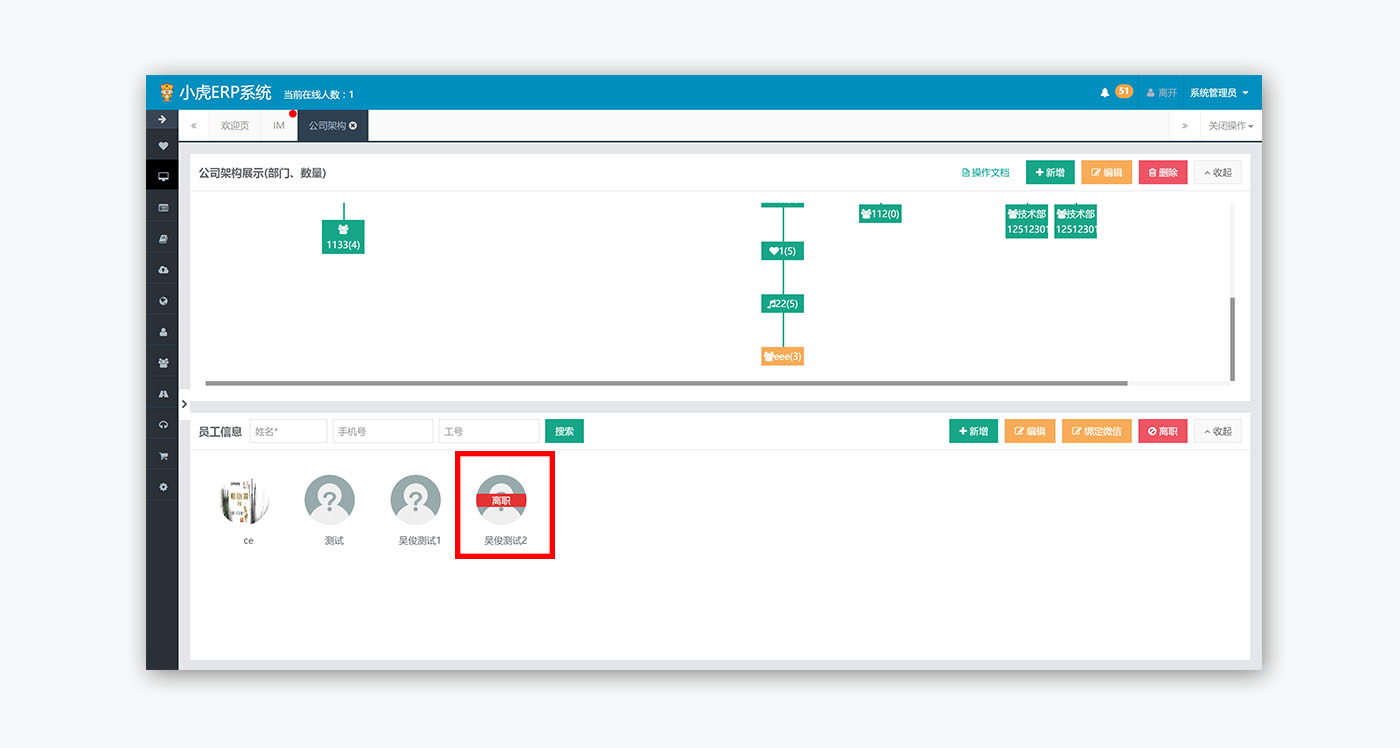 小虎ERP系统 当前在线人数：1 51 离开 系统管理员
欢迎页 IM 公司架构 关闭操作
公司架构展示(部门、数量) 操作文档 新增 编辑 删除 收起
1133(4)
112(0)
技术部 技术部
12512301 12512301
1(5)
22(5)
eee(3)
员工信息 姓名* 手机号 工号 搜索 新增 编辑 绑定微信 离职 收起
离职
ce 测试 吴俊测试1 吴俊测试2